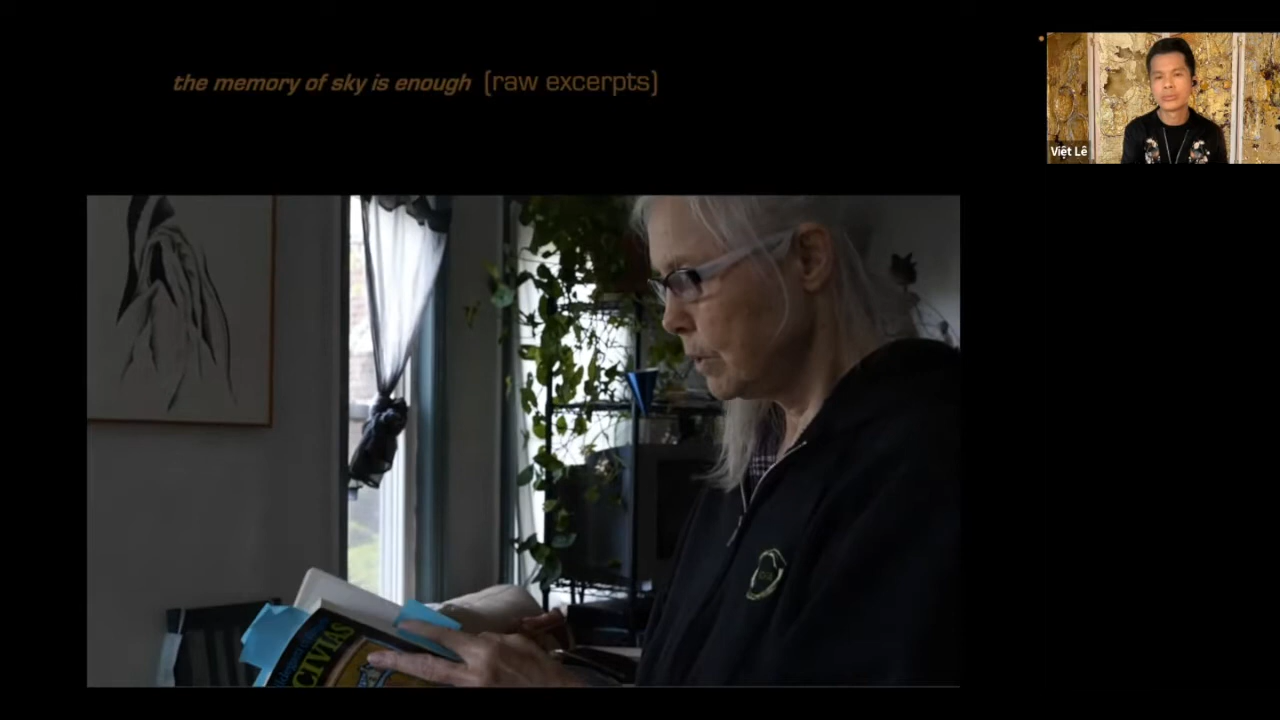 the memory of sky is enough (raw excerpts)
Việt Lê
CIVIAS